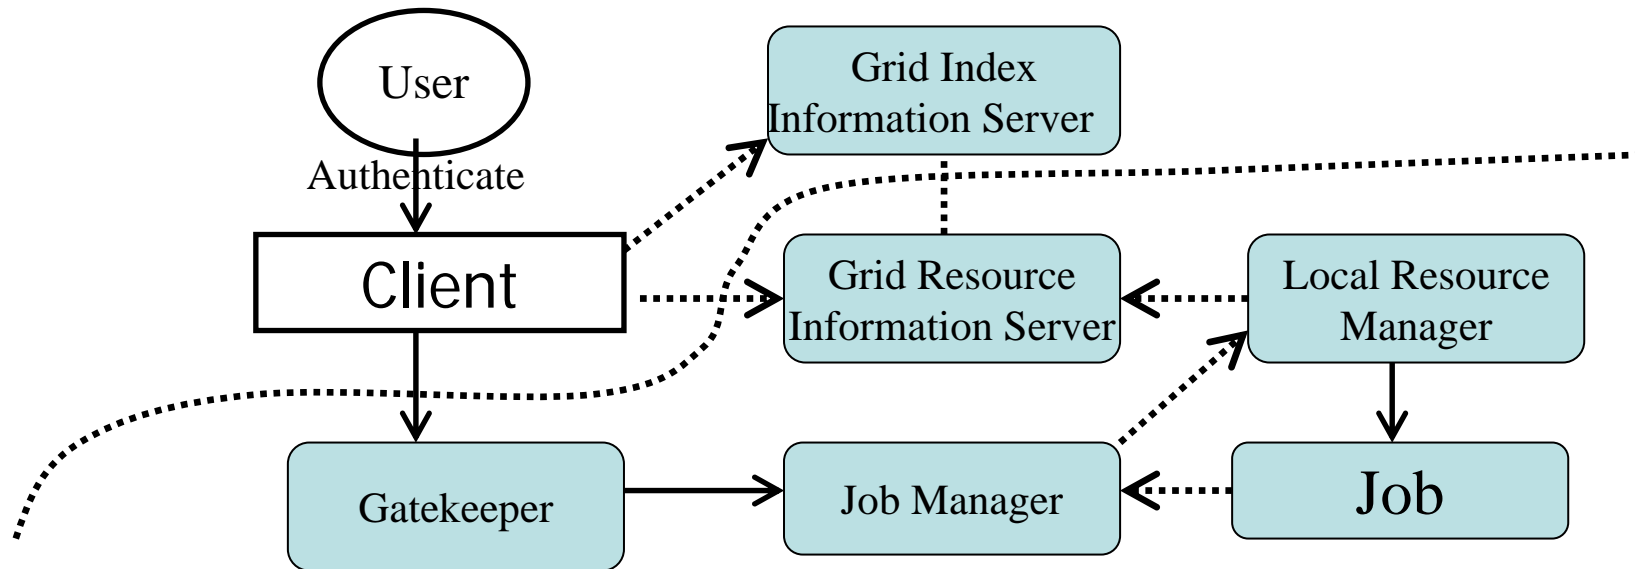 User
Grid Index
Information Server
Authenticate
Client
Grid Resource
Information Server
Local Resource
Manager
Gatekeeper
Job Manager
Job